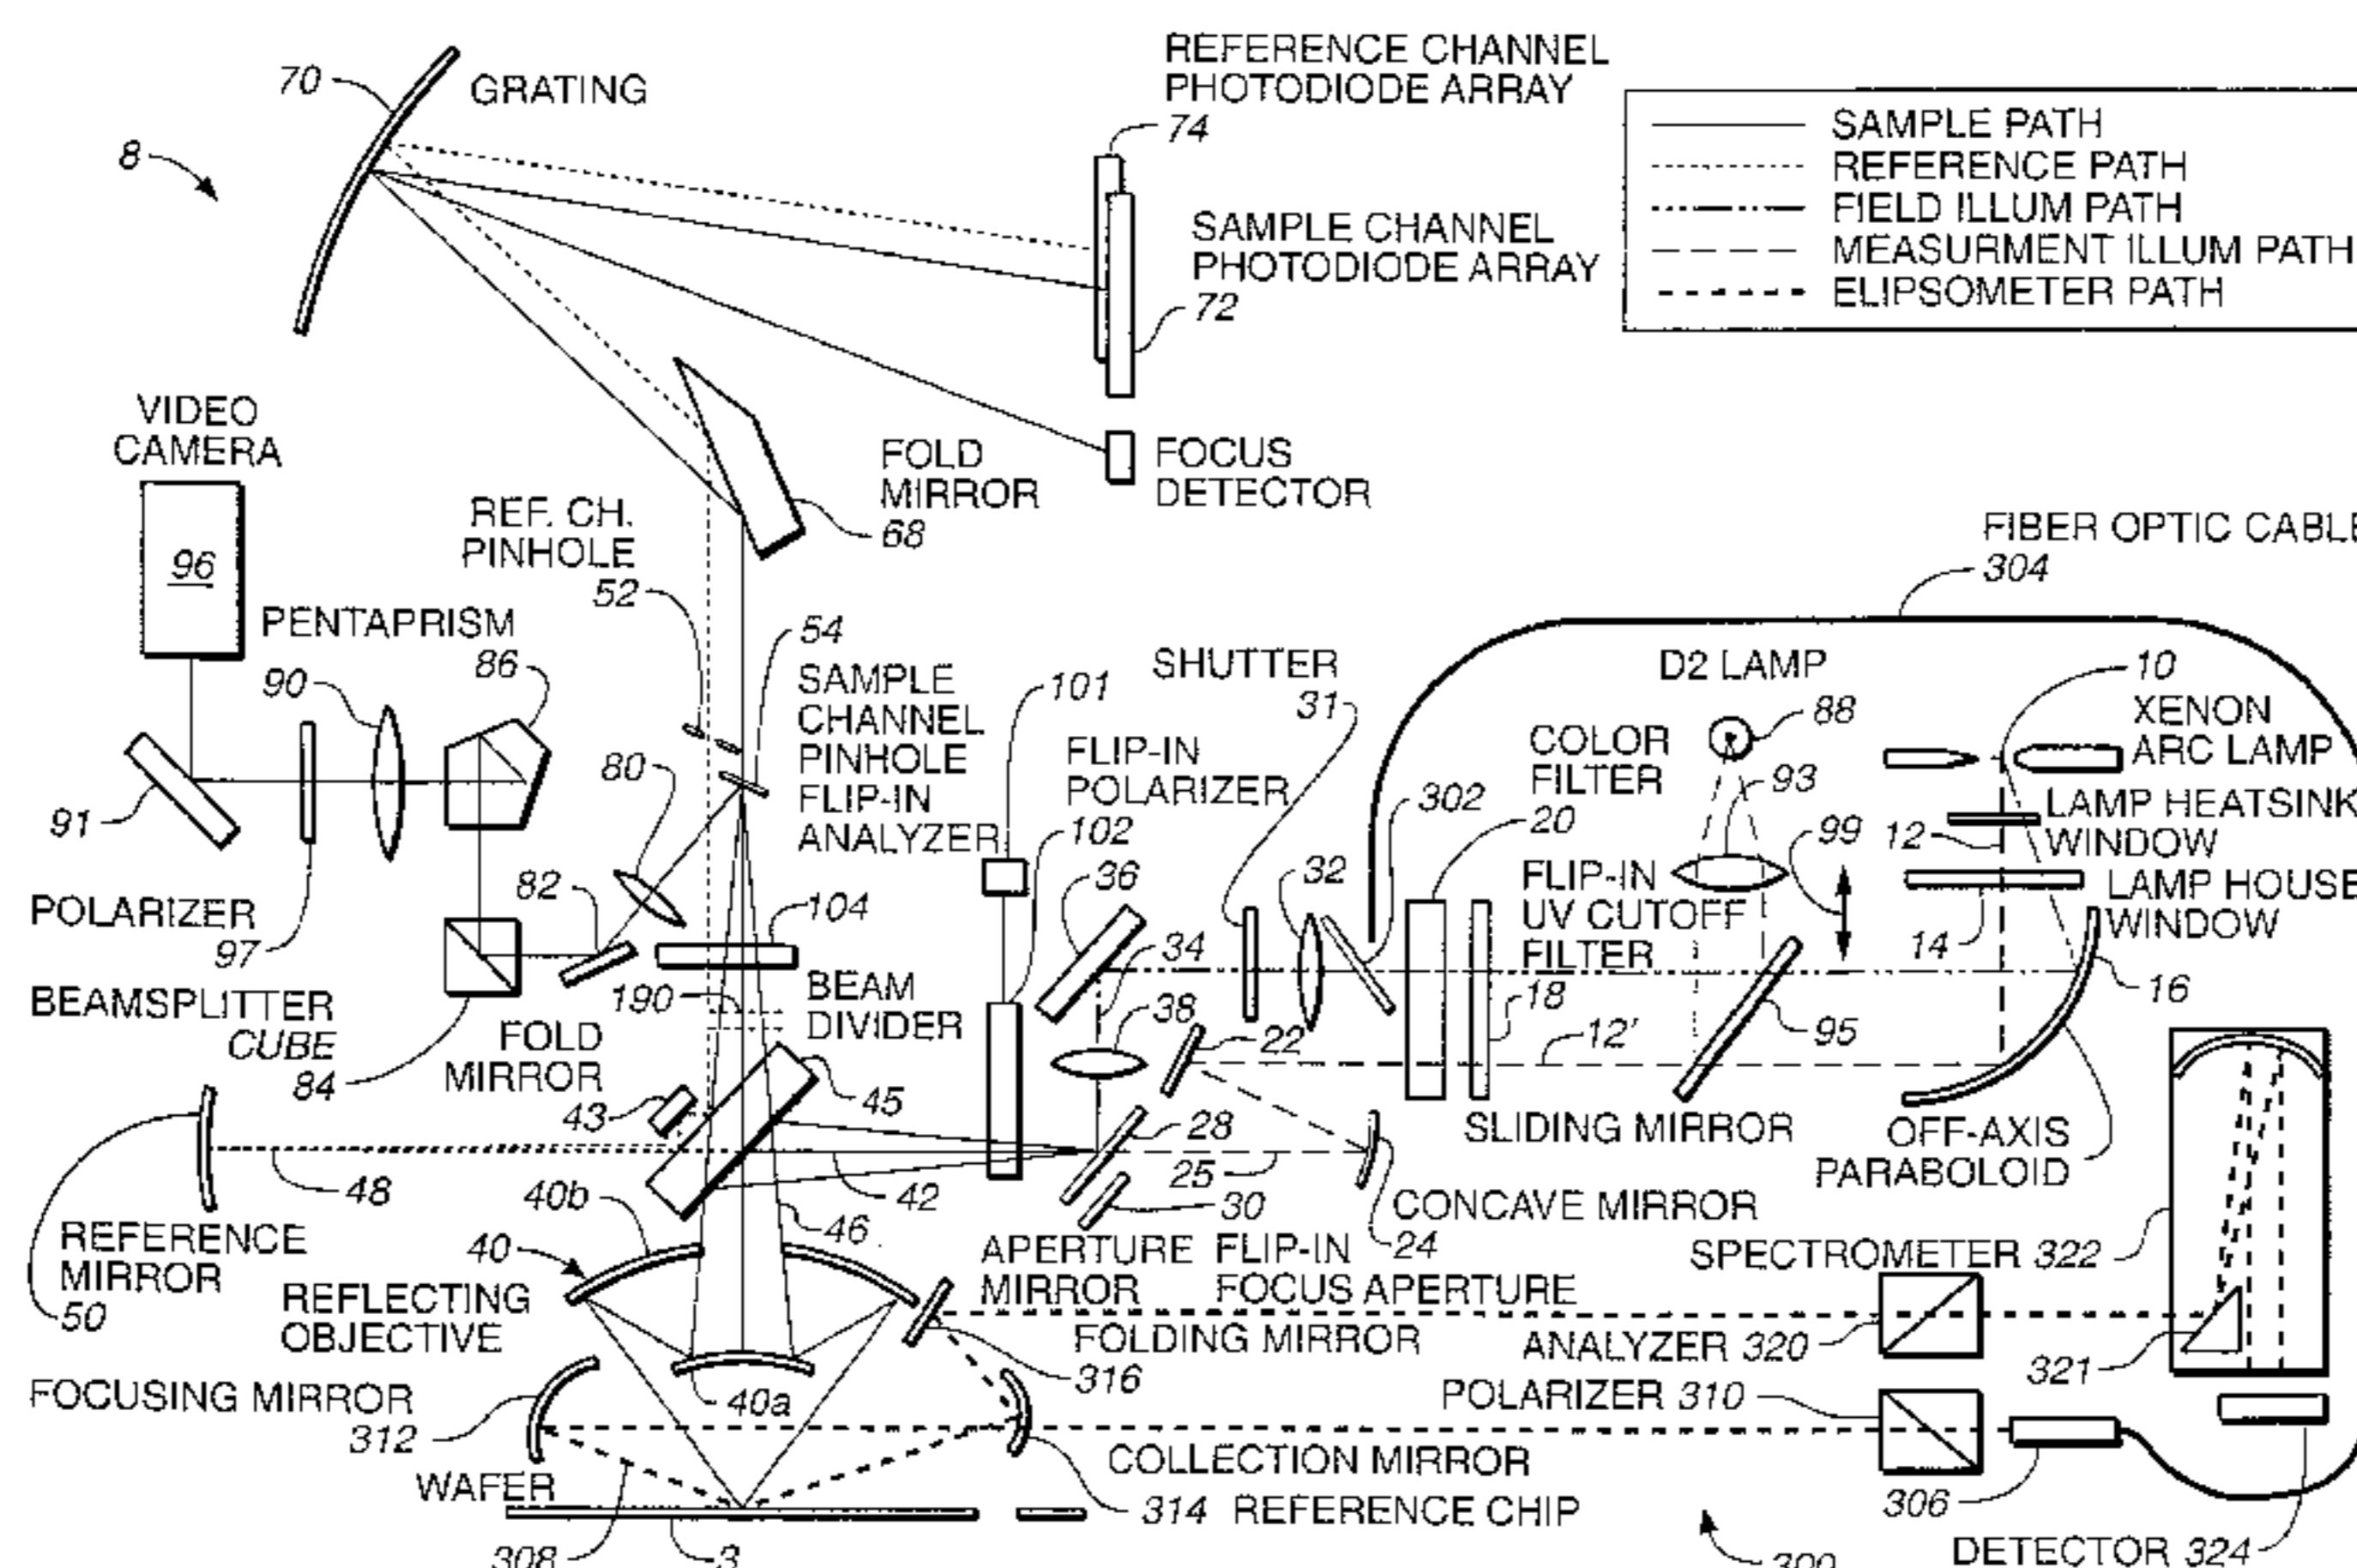 REFERENCE CHANNEL
PHOTODIODE ARRAY
74
70
GRATING
8
SAMPLE PATH
REFERENCE PATH
FIELD ILLUM PATH
MEASURMENT ILLUM PATH
ELIPSOMETER PATH
SAMPLE CHANNEL
PHOTODIODE ARRAY
72
VIDEO
CAMERA
96
FOLD
MIRROR
68
FOCUS
DETECTOR
REF. CH.
PINHOLE
52
FIBER OPTIC CABLE
304
PENTAPRISM
86
90
54
SAMPLE
CHANNEL
PINHOLE
FLIP-IN
ANALYZER
101
SHUTTER
31
FLIP-IN
POLARIZER
102
D2 LAMP
88
10
XENON
ARC LAMP
COLOR
FILTER
20
93
302
99
12
LAMP HEATSINK
WINDOW
91
80
82
36
32
FLIP-IN
UV CUTOFF
FILTER
LAMP HOUSE
WINDOW
14
POLARIZER
97
104
34
18
16
BEAMSPLITTER
CUBE
84
190
BEAM
DIVIDER
38
22
12'
95
FOLD
MIRROR
43
45
28
SLIDING MIRROR
OFF-AXIS
PARABOLOID
48
42
25
30
CONCAVE MIRROR
24
40b
46
40
REFERENCE
MIRROR
50
REFLECTING
OBJECTIVE
APERTURE
MIRROR
FLIP-IN
FOCUS APERTURE
SPECTROMETER 322
FOLDING MIRROR
316
ANALYZER 320
321
FOCUSING MIRROR
312
40a
POLARIZER 310
WAFER
COLLECTION MIRROR
314 REFERENCE CHIP
306
308
3
300
DETECTOR 324